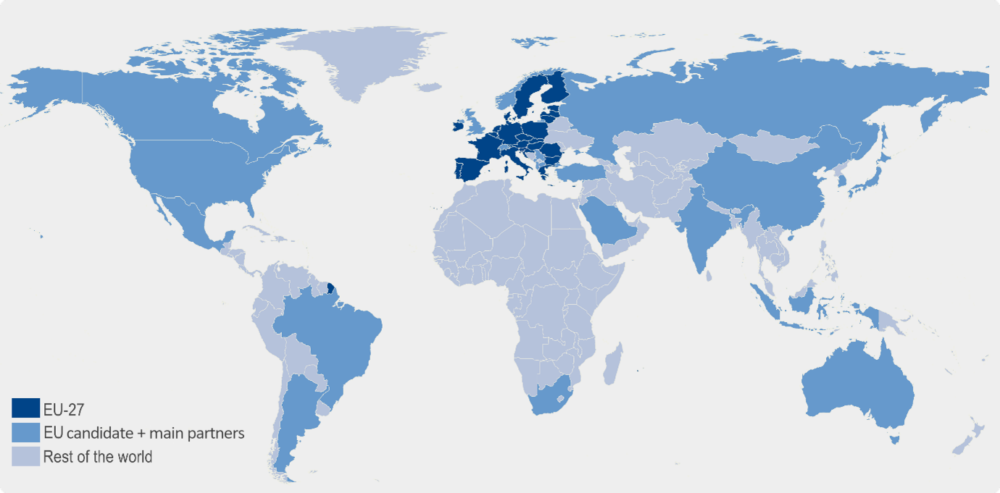 EU-27
EU candidate + main partners
Rest of the world